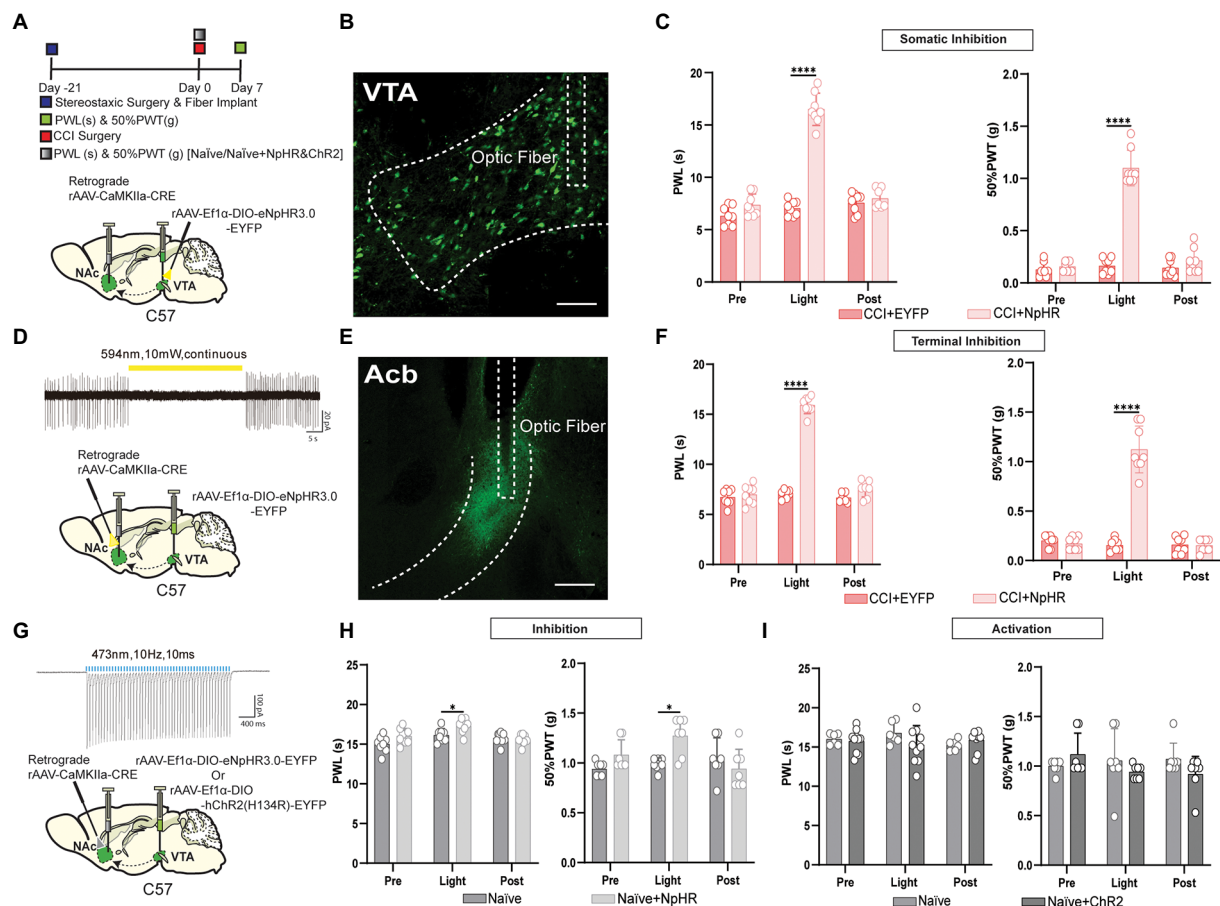 A
Day -21
Day 0
Day 7
Stereostaxic Surgery & Fiber Implant
PWL(s) & 50%PWT(g)
CCI Surgery
PWL (s) & 50%PWT (g) [Naïve/Naïve+NpHR&ChR2]
Retrograde
rAAV-CaMKIIa-CRE
rAAV-Ef1α-DIO-eNpHR3.0
-EYFP
NAc
VTA
C57
B
VTA
Optic Fiber
C
Somatic Inhibition
PWL (s)
20
15
10
5
0
****
Pre
Light
Post
50%PWT (g)
2.0
1.5
1.0
0.5
0.0
****
Pre
Light
Post
CCI+EYFP
CCI+NpHR
D
594nm,10mW,continuous
20 pA
5 s
Retrograde
rAAV-CaMKIIa-CRE
rAAV-Ef1α-DIO-eNpHR3.0
-EYFP
NAc
VTA
C57
E
Acb
Optic Fiber
F
Terminal Inhibition
PWL (s)
20
15
10
5
0
****
Pre
Light
Post
50%PWT (g)
2.0
1.5
1.0
0.5
0.0
****
Pre
Light
Post
CCI+EYFP
CCI+NpHR
G
473nm,10Hz,10ms
100 pA
400 ms
Retrograde
rAAV-CaMKIIa-CRE
rAAV-Ef1α-DIO-eNpHR3.0-EYFP
Or
rAAV-Ef1α-DIO
-hChR2(H134R)-EYFP
NAc
VTA
C57
H
Inhibition
PWL (s)
25
20
15
10
5
0
*
Pre
Light
Post
50%PWT (g)
2.0
1.5
1.0
0.5
0.0
*
Pre
Light
Post
Naïve
Naïve+NpHR
I
Activation
PWL (s)
25
20
15
10
5
0
Pre
Light
Post
50%PWT (g)
2.0
1.5
1.0
0.5
0.0
Pre
Light
Post
Naïve
Naïve+ChR2